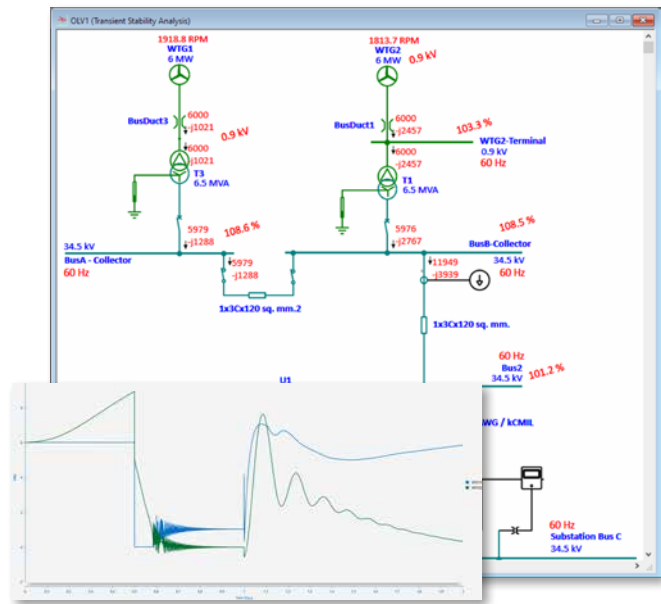 OLV1 (Transient Stability Analysis)
1918.8 RPM
WTG1
6 MW
1813.7 RPM
WTG2
6 MW
0.9 kV
BusDuct3
6000
-j1021
0.9 kV
6000
-j1021
T3
6.5 MVA
BusDuct1
6000
-j2457
103.3 %
WTG2-Terminal
0.9 kV
60 Hz
6000
-j2457
T1
6.5 MVA
5979
-j1288
108.6 %
34.5 kV
BusA - Collector
60 Hz
5979
-j1288
5976
-j2767
108.5 %
BusB-Collector
34.5 kV
60 Hz
11949
-j3939
1x3Cx120 sq. mm.2
1x3Cx120 sq. mm.
U1
60 Hz
Bus2
34.5 kV
101.2 %
WG / kCMIL
60 Hz
Substation Bus C
34.5 kV